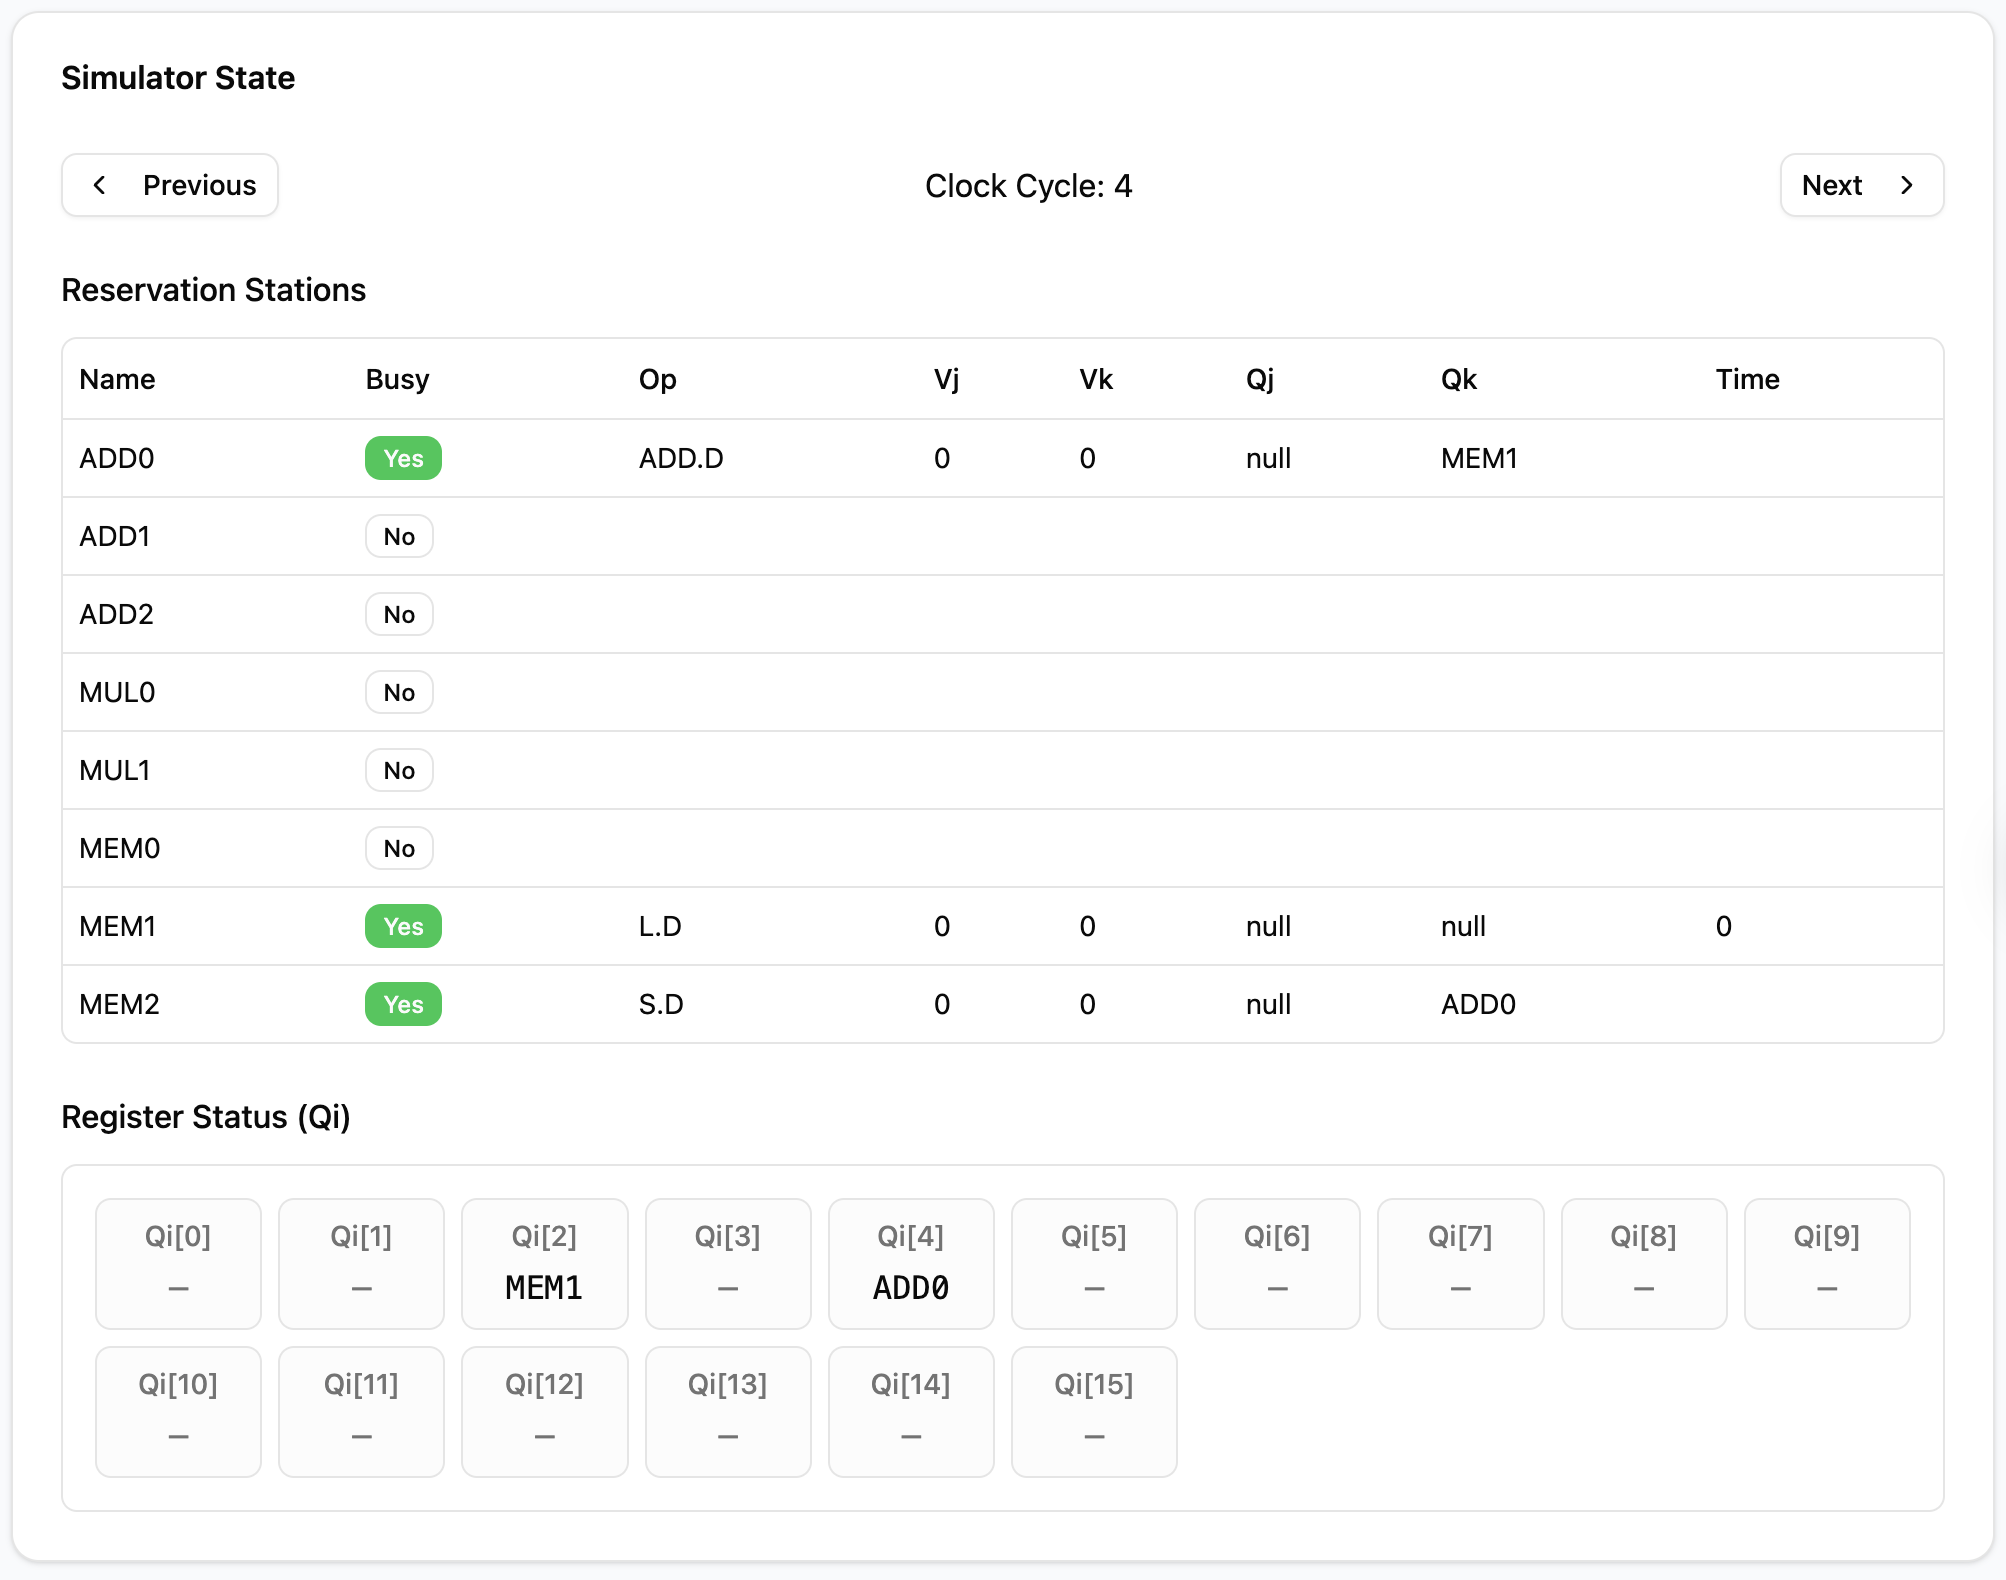 Simulator State
Previous
Clock Cycle: 4
Next
Reservation Stations
Name Busy Op Vj Vk Qj Qk Time
ADD0 Yes ADD.D 0 0 null MEM1
ADD1 No
ADD2 No
MUL0 No
MUL1 No
MEM0 No
MEM1 Yes L.D 0 0 null null 0
MEM2 Yes S.D 0 0 null ADD0
Register Status (Qi)
Qi[0] Qi[1] Qi[2] Qi[3] Qi[4] Qi[5] Qi[6] Qi[7] Qi[8] Qi[9]
– – MEM1 – ADD0 – – – – –
Qi[10] Qi[11] Qi[12] Qi[13] Qi[14] Qi[15]
– – – – – –